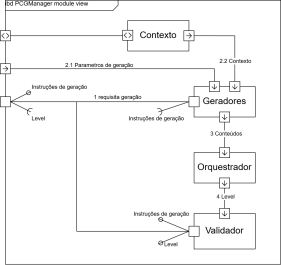 ibd PCGManager module view
Contexto
2.2 Contexto
2.1 Parametros de geração
Instruções de geração
1 requisita geração
Geradores
Level
Instruções de geração
3 Conteúdos
Orquestrador
4 Level
Instruções de geração
Validador
Level